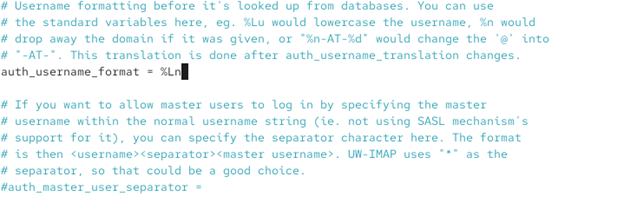 # Username formatting before it's looked up from databases. You can use
# the standard variables here, eg. %Lu would lowercase the username, %n would
# drop away the domain if it was given, or "%n-AT-%d" would change the '@' into
# "-AT-". This translation is done after auth_username_translation changes.
auth_username_format = %Ln
# If you want to allow master users to log in by specifying the master
# username within the normal username string (ie. not using SASL mechanism's
# support for it), you can specify the separator character here. The format
# is then <username><separator><master username>. UW-IMAP uses "*" as the
# separator, so that could be a good choice.
#auth_master_user_separator =